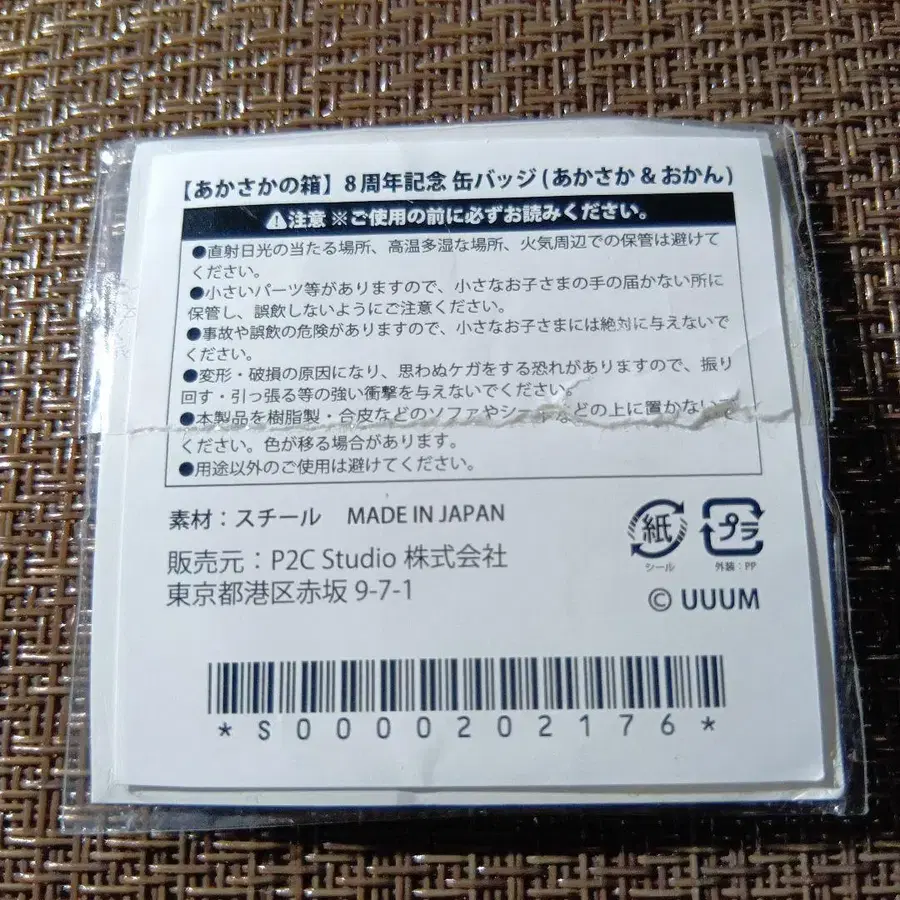 【あかさかの箱】8周年記念 缶バッジ(あかさか&おかん)
⚠注意 ※ご使用の前に必ずお読みください。
●直射日光の当たる場所、高温多湿な場所、火気周辺での保管は避けて
ください。
●小さいパーツ等がありますので、小さなお子さまの手の届かない所に
保管し、誤飲しないようにご注意ください。
●事故や誤飲の危険がありますので、小さなお子さまには絶対に与えないで
ください。
●変形・破損の原因になり、思わぬケガをする恐れがありますので、振り
回す・引っ張る等の強い衝撃を与えないでください。
●本製品を樹脂製・合皮などのソファやシートなどの上に置かないで
ください。色が移る場合があります。
●用途以外のご使用は避けてください。
素材：スチール MADE IN JAPAN
販売元：P2C Studio 株式会社
東京都港区赤坂 9-7-1
紙
シール
プラ
外装：PP
© UUUM
*S0000202176*